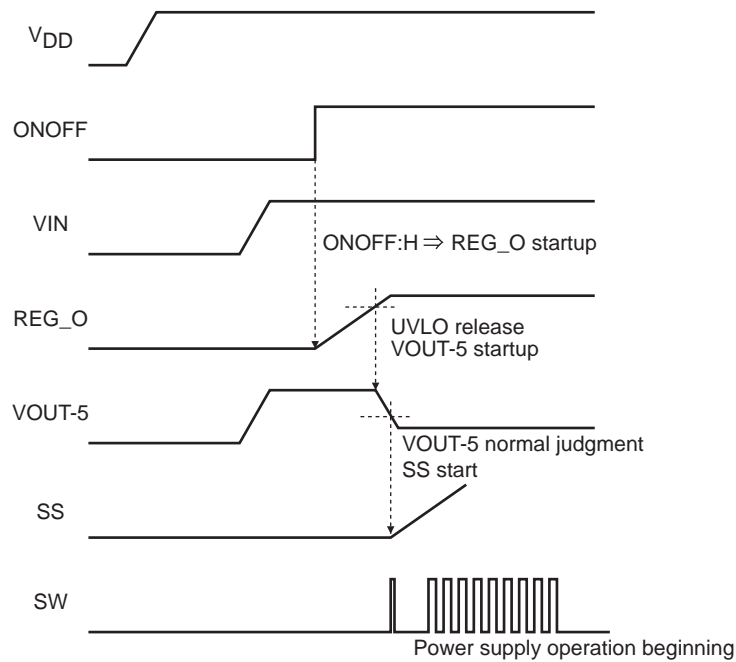 VDD
ONOFF
VIN
ONOFF:H ⇒ REG_O startup
REG_O
UVLO release
VOUT-5 startup
VOUT-5
VOUT-5 normal judgment
SS start
SS
SW
Power supply operation beginning